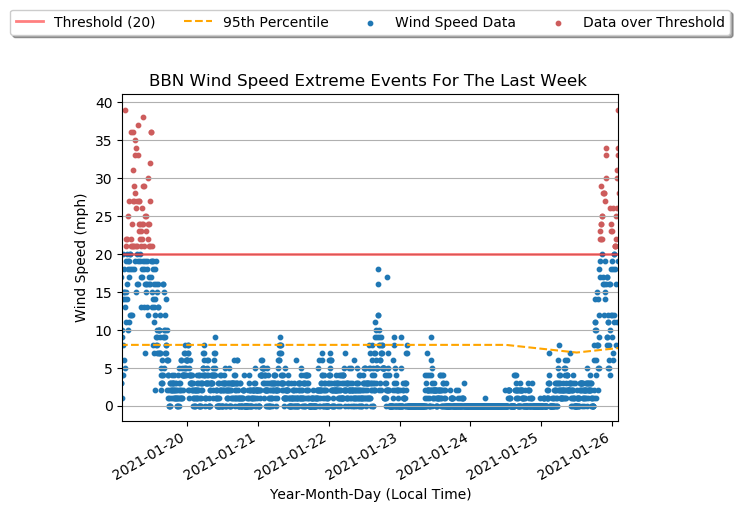 Threshold (20) 95th Percentile Wind Speed Data Data over Threshold
BBN Wind Speed Extreme Events For The Last Week
40
35
30
25
20
15
10
5
0
Wind Speed (mph)
2021-01-20 2021-01-21 2021-01-22 2021-01-23 2021-01-24 2021-01-25 2021-01-26
Year-Month-Day (Local Time)